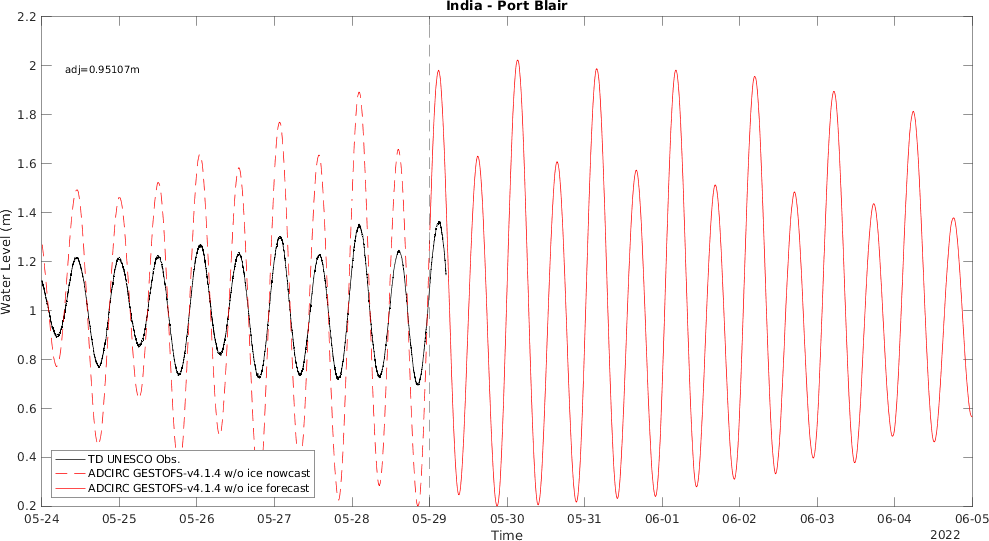 India - Port Blair
2.2
2
1.8
1.6
1.4
1.2
1
0.8
0.6
0.4
0.2
Water Level (m)
adj=0.95107m
TD UNESCO Obs.
ADCIRC GESTOFS-v4.1.4 w/o ice nowcast
ADCIRC GESTOFS-v4.1.4 w/o ice forecast
05-24 05-25 05-26 05-27 05-28 05-29 05-30 05-31 06-01 06-02 06-03 06-04 06-05
Time
2022